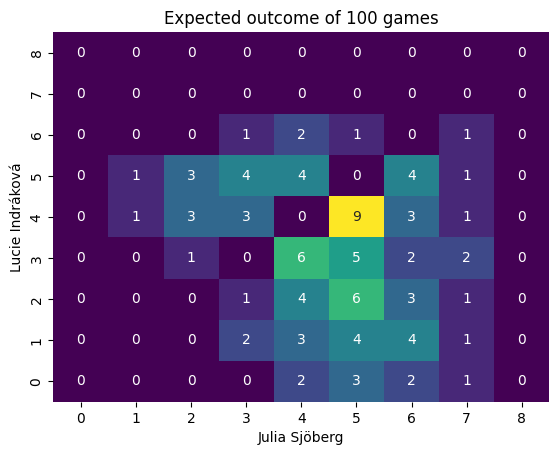 Expected outcome of 100 games
Lucie Indráková
8 0 0 0 0 0 0 0 0 0
7 0 0 0 0 0 0 0 0 0
6 0 0 0 1 2 1 0 1 0
5 0 1 3 4 4 0 4 1 0
4 0 1 3 3 0 9 3 1 0
3 0 0 1 0 6 5 2 2 0
2 0 0 0 1 4 6 3 1 0
1 0 0 0 2 3 4 4 1 0
0 0 0 0 0 2 3 2 1 0
0 1 2 3 4 5 6 7 8
Julia Sjöberg